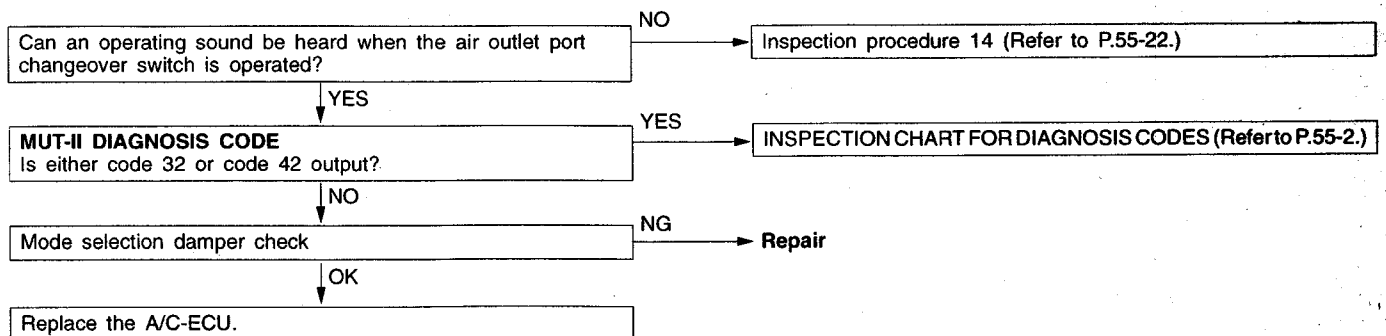 Can an operating sound be heard when the air outlet port
changeover switch is operated?
NO
Inspection procedure 14 (Refer to P.55-22.)
YES
MUT-II DIAGNOSIS CODE
Is either code 32 or code 42 output?
YES
INSPECTION CHART FOR DIAGNOSIS CODES (Refer to P.55-2.)
NO
Mode selection damper check
NG
Repair
OK
Replace the A/C-ECU.